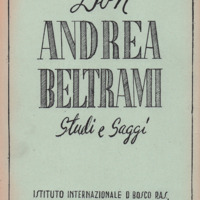 Don
ANDREA
BELTRAMI
Studi e Saggi
ISTITUTO INTERNAZIONALE D BOSCO RAS.